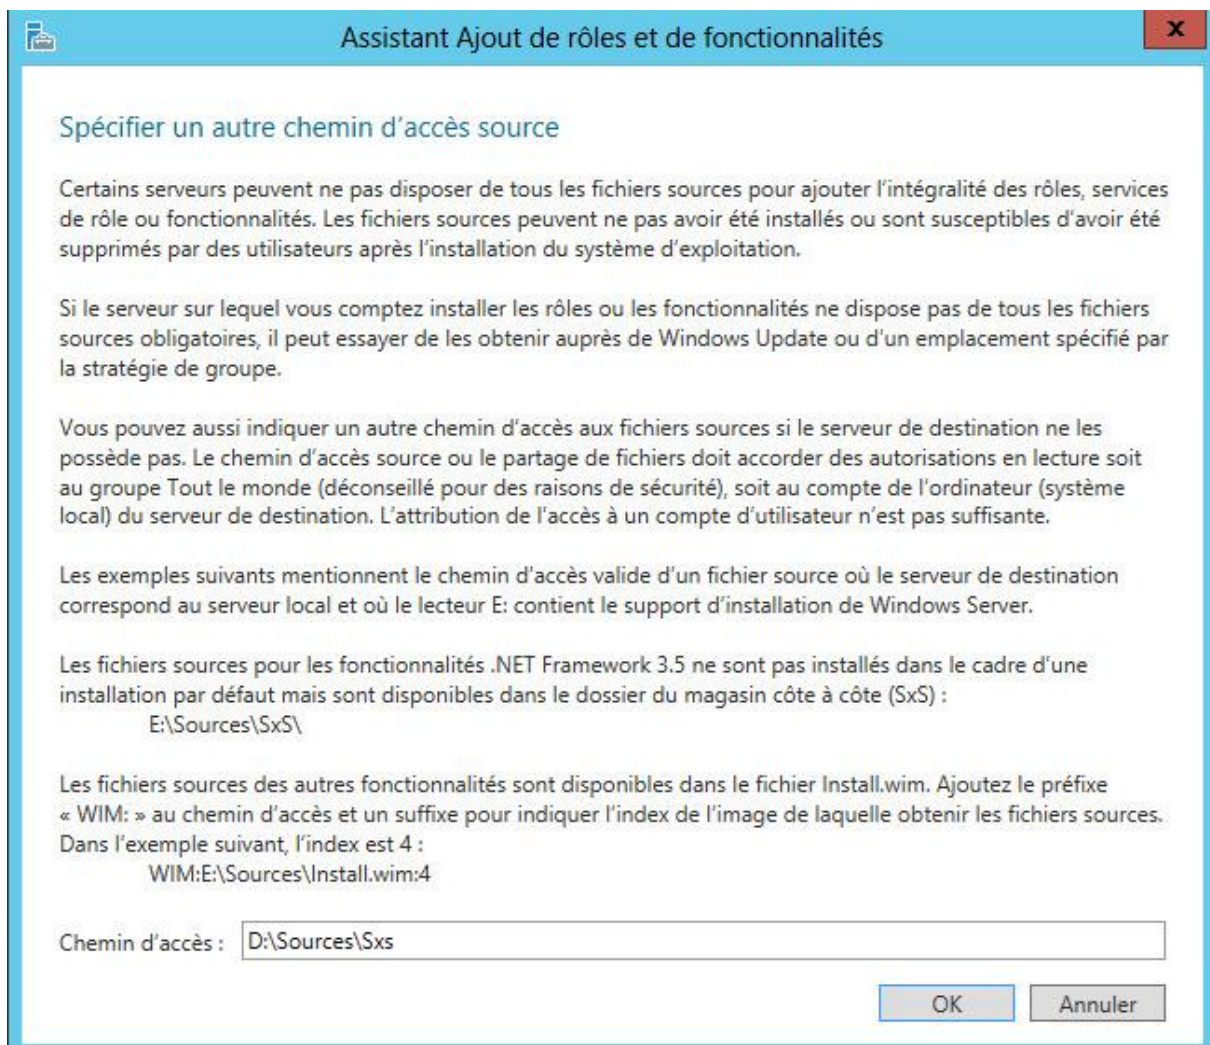 Assistant Ajout de rôles et de fonctionnalités
x
Spécifier un autre chemin d'accès source
Certains serveurs peuvent ne pas disposer de tous les fichiers sources pour ajouter l'intégralité des rôles, services
de rôle ou fonctionnalités. Les fichiers sources peuvent ne pas avoir été installés ou sont susceptibles d'avoir été
supprimés par des utilisateurs après l'installation du système d'exploitation.
Si le serveur sur lequel vous comptez installer les rôles ou les fonctionnalités ne dispose pas de tous les fichiers
sources obligatoires, il peut essayer de les obtenir auprès de Windows Update ou d'un emplacement spécifié par
la stratégie de groupe.
Vous pouvez aussi indiquer un autre chemin d'accès aux fichiers sources si le serveur de destination ne les
possède pas. Le chemin d'accès source ou le partage de fichiers doit accorder des autorisations en lecture soit
au groupe Tout le monde (déconseillé pour des raisons de sécurité), soit au compte de l'ordinateur (système
local) du serveur de destination. L'attribution de l'accès à un compte d'utilisateur n'est pas suffisante.
Les exemples suivants mentionnent le chemin d'accès valide d'un fichier source où le serveur de destination
correspond au serveur local et où le lecteur E: contient le support d'installation de Windows Server.
Les fichiers sources pour les fonctionnalités .NET Framework 3.5 ne sont pas installés dans le cadre d'une
installation par défaut mais sont disponibles dans le dossier du magasin côte à côte (SxS) :
E:\Sources\SxS\
Les fichiers sources des autres fonctionnalités sont disponibles dans le fichier Install.wim. Ajoutez le préfixe
« WIM: » au chemin d'accès et un suffixe pour indiquer l'index de l'image de laquelle obtenir les fichiers sources.
Dans l'exemple suivant, l'index est 4 :
WIM:E:\Sources\Install.wim:4
Chemin d'accès : D:\Sources\Sxs
OK Annuler